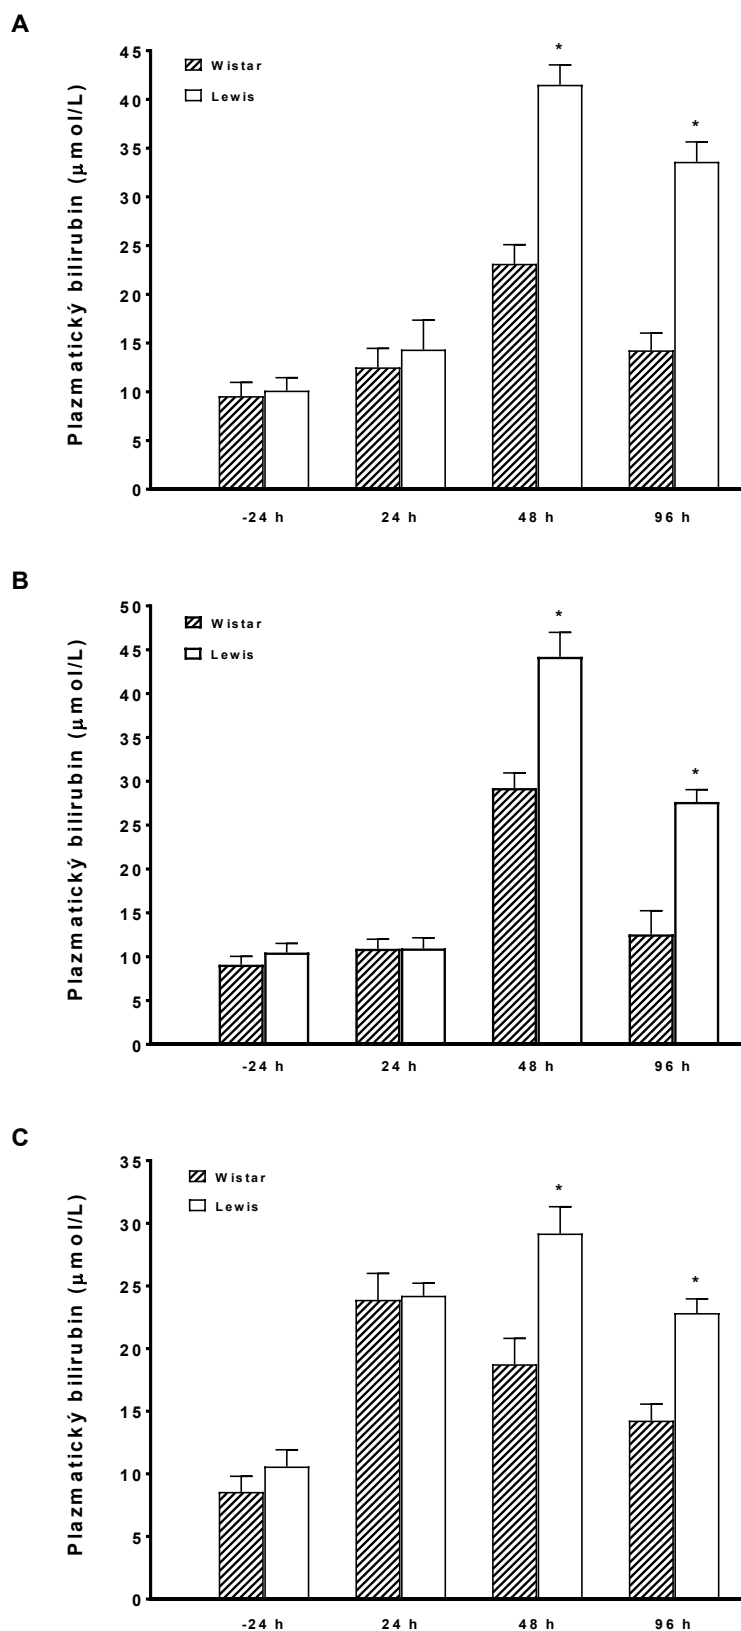 A
Plazmatický bilirubin (μmol/L)
45
40
35
30
25
20
15
10
5
0
Wistar
Lewis
*
*
-24 h 24 h 48 h 96 h
B
Plazmatický bilirubin (μmol/L)
50
45
40
35
30
25
20
15
10
5
0
Wistar
Lewis
*
*
-24 h 24 h 48 h 96 h
C
Plazmatický bilirubin (μmol/L)
35
30
25
20
15
10
5
0
Wistar
Lewis
*
*
-24 h 24 h 48 h 96 h